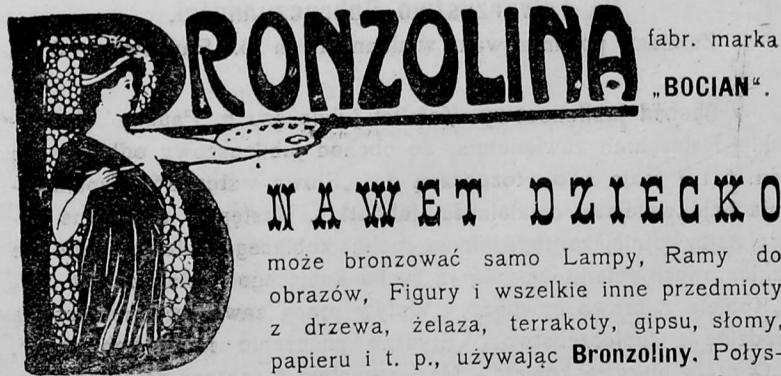 BRONZOLINA
fabr. marka
„BOCIAN“.
NAWET DZIECKO
może bronzować samo Lampy, Ramy do
obrazów, Figury i wszelkie inne przedmioty
z drzewa, żelaza, terrakoty, gipsu, słomy,
papieru i t. p., używając Bronzoliny. Połys-